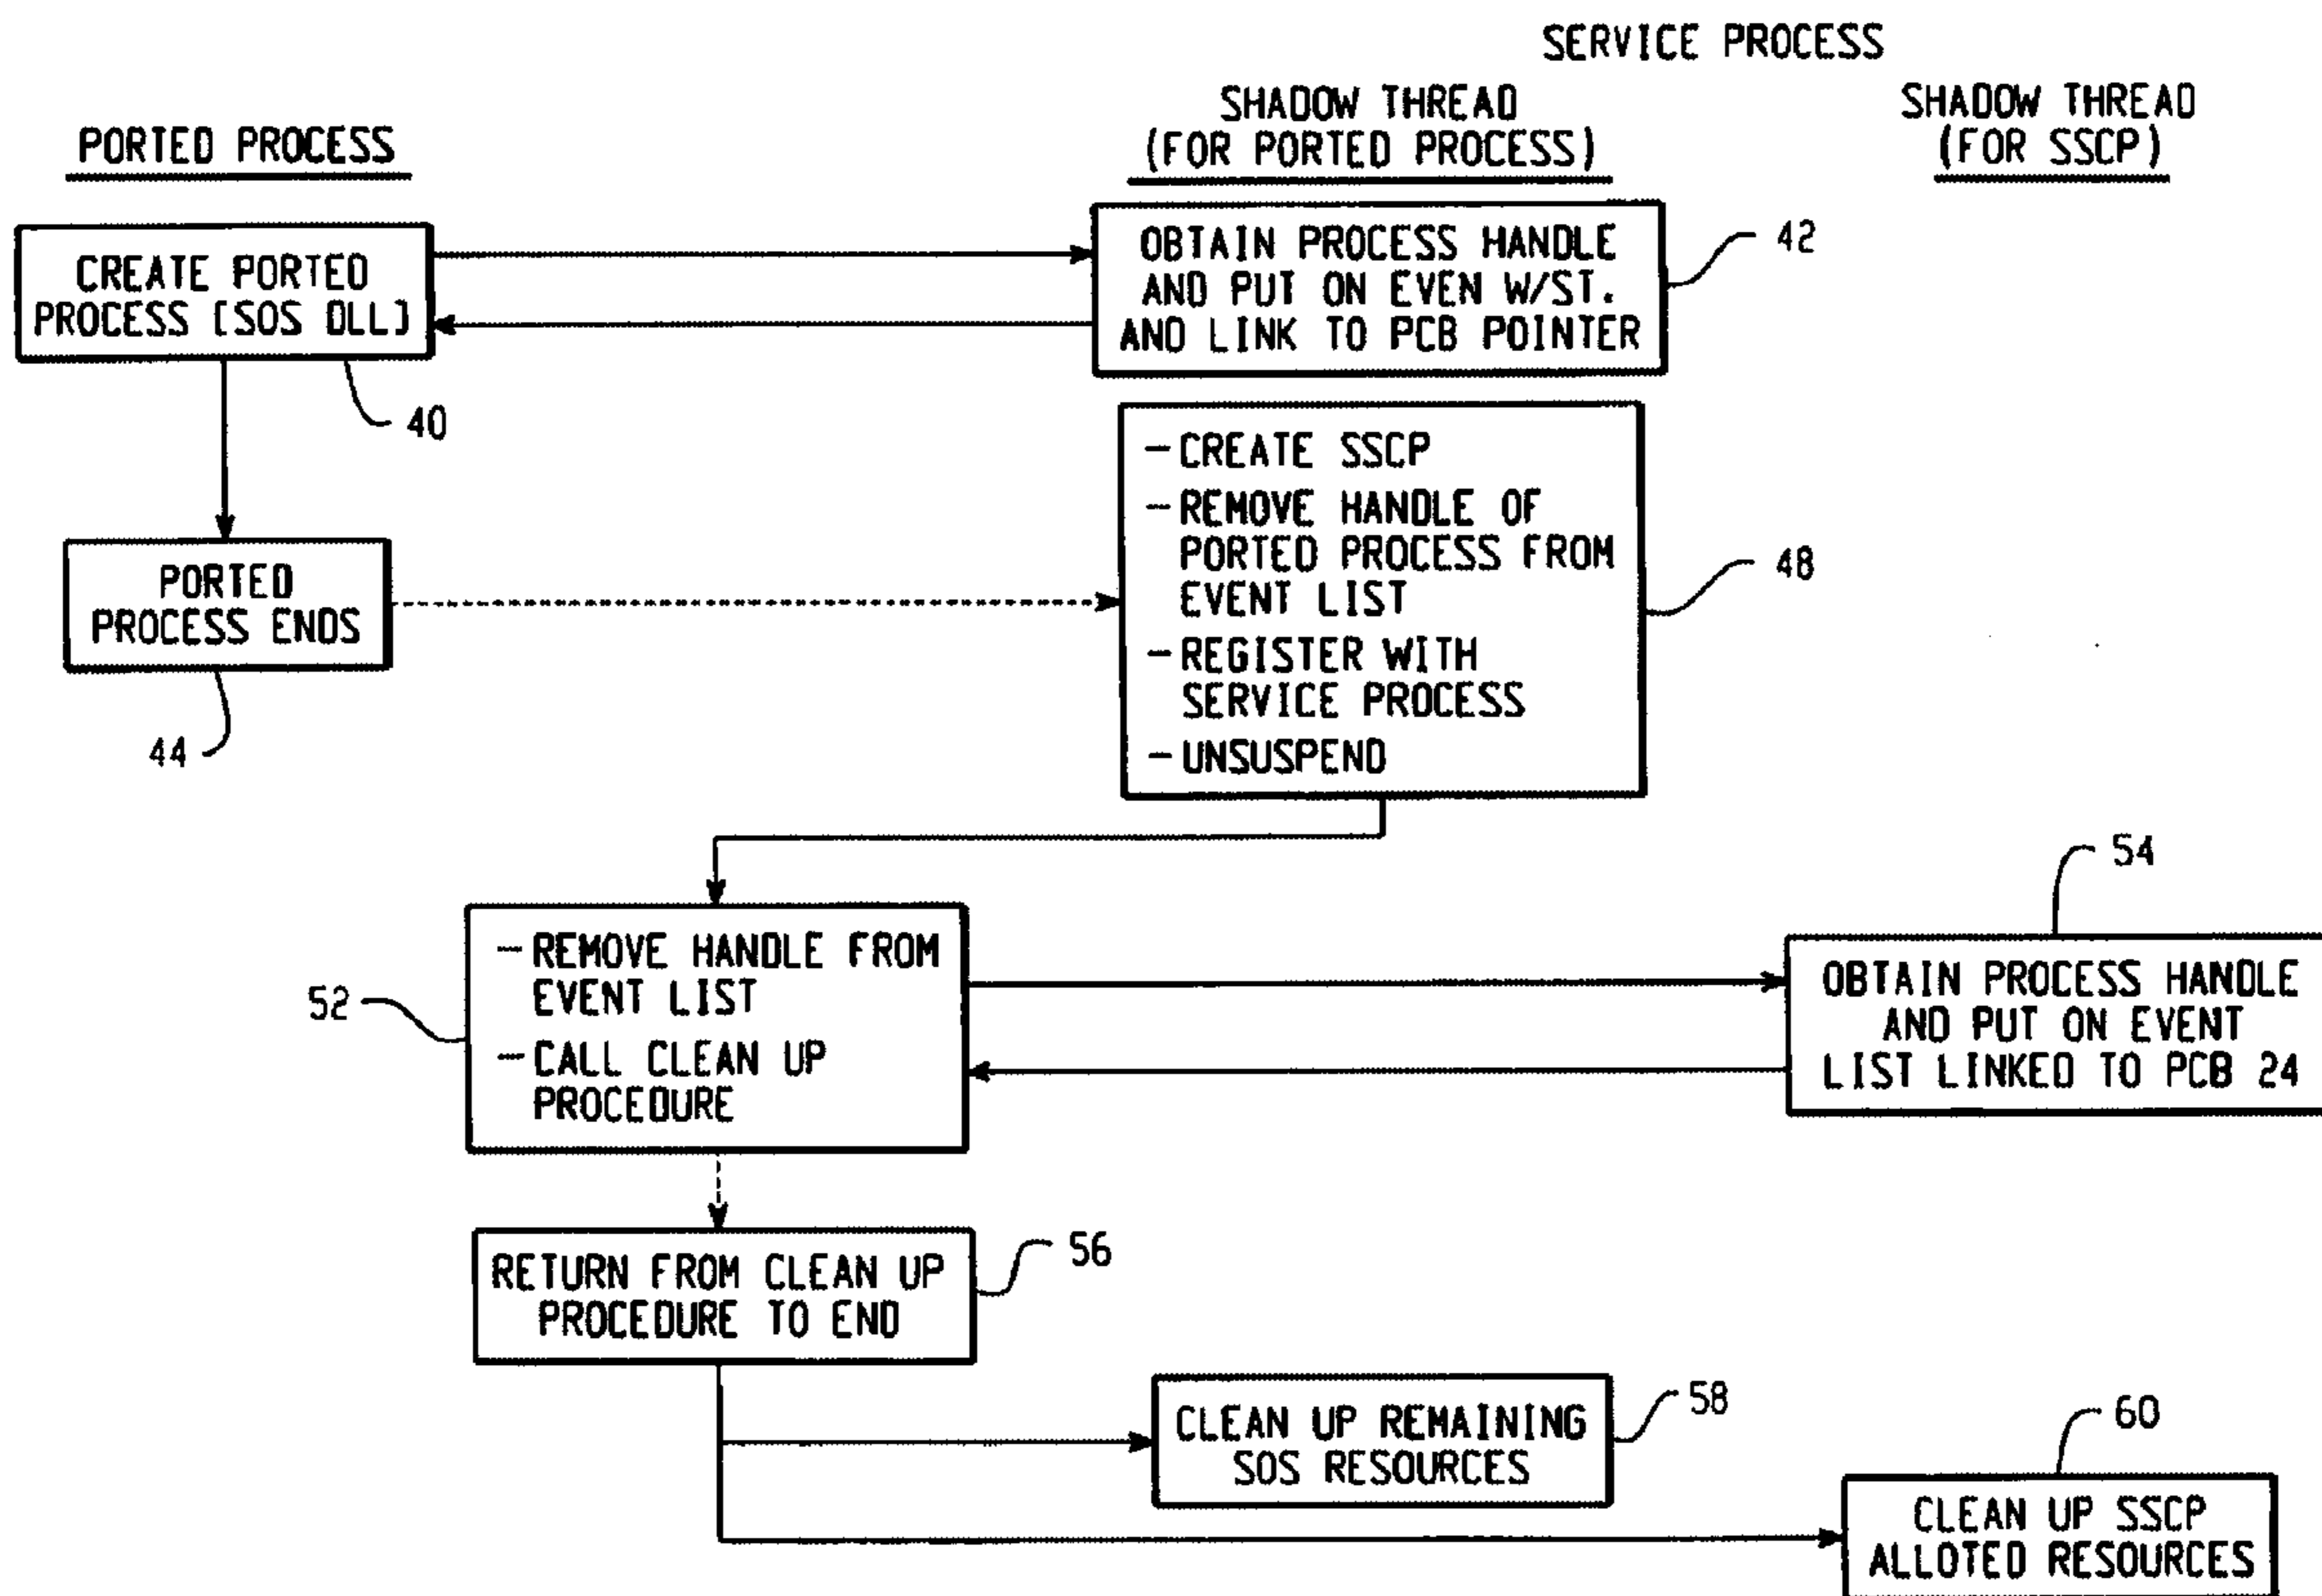 SERVICE PROCESS
PORTED PROCESS
SHADOW THREAD
(FOR PORTED PROCESS)
SHADOW THREAD
(FOR SSCP)
CREATE PORTED
PROCESS [SOS DLL]
40
OBTAIN PROCESS HANDLE
AND PUT ON EVEN W/ST.
AND LINK TO PCB POINTER
42
PORTED
PROCESS ENDS
44
-CREATE SSCP
-REMOVE HANDLE OF
PORTED PROCESS FROM
EVENT LIST
-REGISTER WITH
SERVICE PROCESS
-UNSUSPEND
48
52
-REMOVE HANDLE FROM
EVENT LIST
-CALL CLEAN UP
PROCEDURE
54
OBTAIN PROCESS HANDLE
AND PUT ON EVENT
LIST LINKED TO PCB 24
RETURN FROM CLEAN UP
PROCEDURE TO END
56
CLEAN UP REMAINING
SOS RESOURCES
58
60
CLEAN UP SSCP
ALLOTED RESOURCES